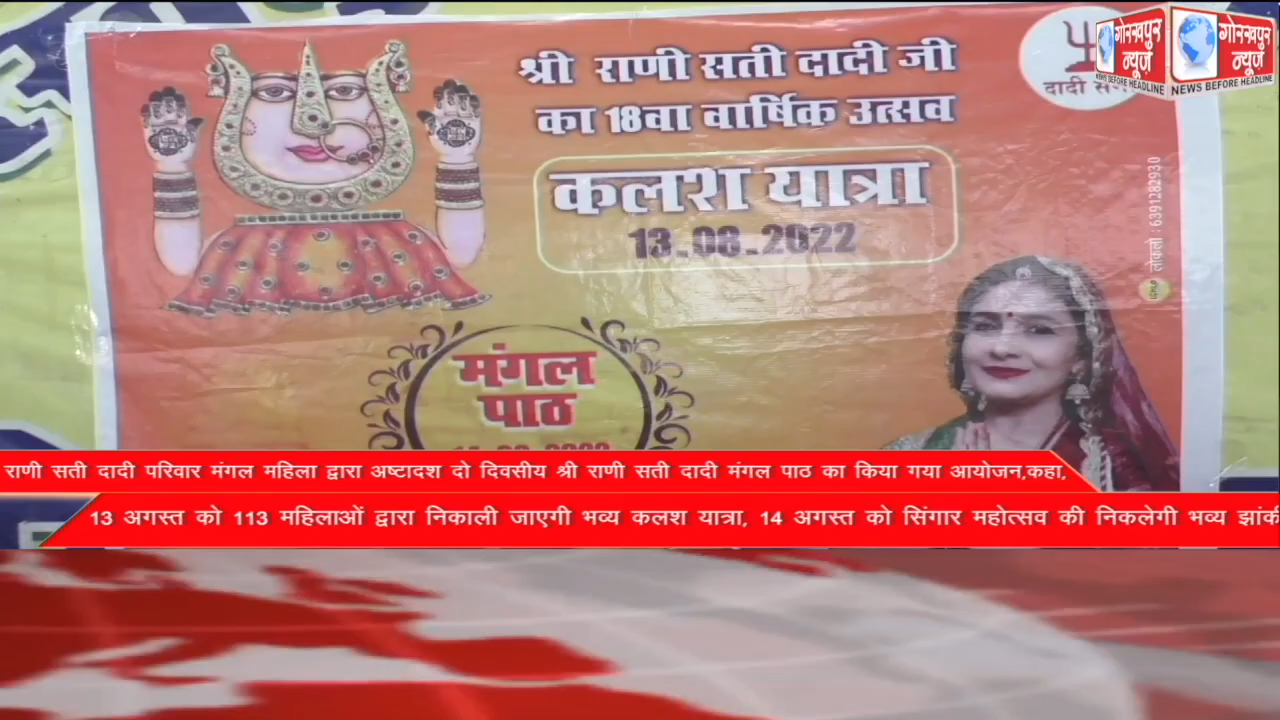 श्री राणी सती दादी जी
का 18वा वार्षिक उत्सव
कलश यात्रा
13.08.2022
मंगल
पाठ
दादी
लोकलो : 6391282930
गोरखपुर
न्यूज़
NEWS BEFORE HEADLINE
गोरखपुर
न्यूज़
NEWS BEFORE HEADLINE
राणी सती दादी परिवार मंगल महिला द्वारा अष्टादश दो दिवसीय श्री राणी सती दादी मंगल पाठ का किया गया आयोजन,कहा,
13 अगस्त को 113 महिलाओं द्वारा निकाली जाएगी भव्य कलश यात्रा, 14 अगस्त को सिंगार महोत्सव की निकलेगी भव्य झांकी